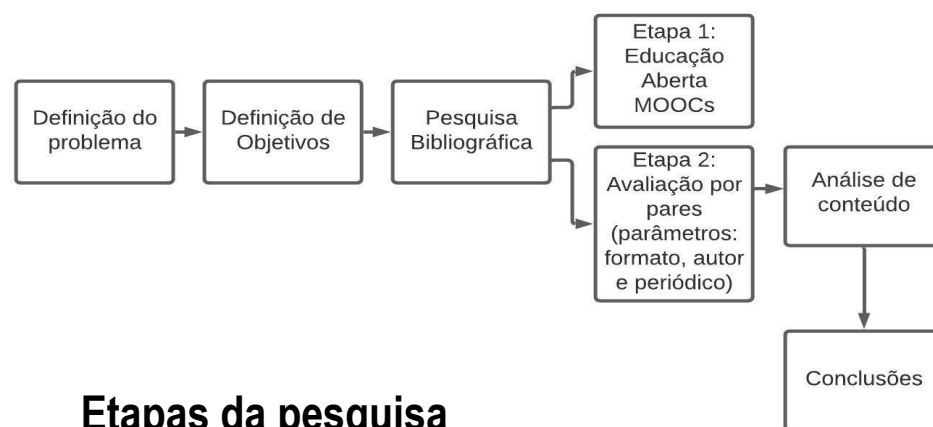 Definição do
problema
Definição de
Objetivos
Pesquisa
Bibliográfica
Etapa 1:
Educação
Aberta
MOOCs
Etapa 2:
Avaliação por
pares
(parâmetros:
formato, autor
e periódico)
Análise de
conteúdo
Conclusões
Etapas da pesquisa